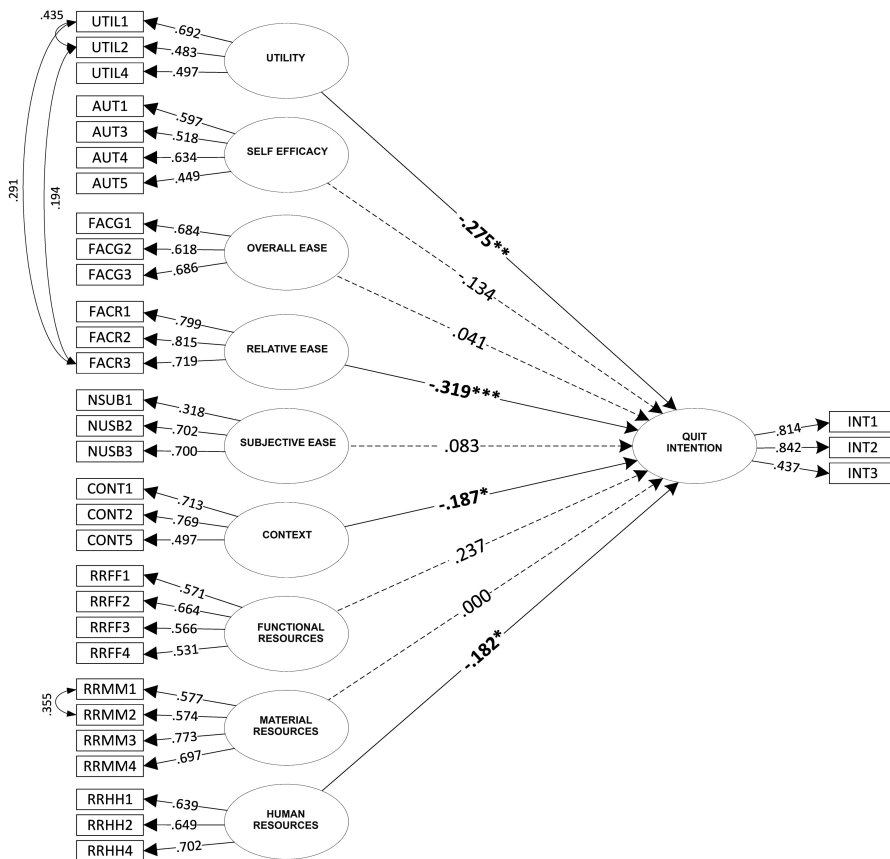 .435
UTIL1
UTIL2
UTIL4
.692
.483
.497
UTILITY
AUT1
AUT3
AUT4
AUT5
.597
.518
.634
.449
SELF EFFICACY
.291
.194
FACG1
FACG2
FACG3
.684
.618
.686
OVERALL EASE
FACR1
FACR2
FACR3
.799
.815
.719
RELATIVE EASE
NSUB1
NUSB2
NUSB3
.318
.702
.700
SUBJECTIVE EASE
CONT1
CONT2
CONT5
.713
.769
.497
CONTEXT
RRFF1
RRFF2
RRFF3
RRFF4
.571
.664
.566
.531
FUNCTIONAL
RESOURCES
.355
RRMM1
RRMM2
RRMM3
RRMM4
.577
.574
.773
.697
MATERIAL
RESOURCES
RRHH1
RRHH2
RRHH4
.639
.649
.702
HUMAN
RESOURCES
-.275**
-.134
.041
-.319***
.083
-.187*
.237
.000
-.182*
QUIT
INTENTION
.814
.842
.437
INT1
INT2
INT3